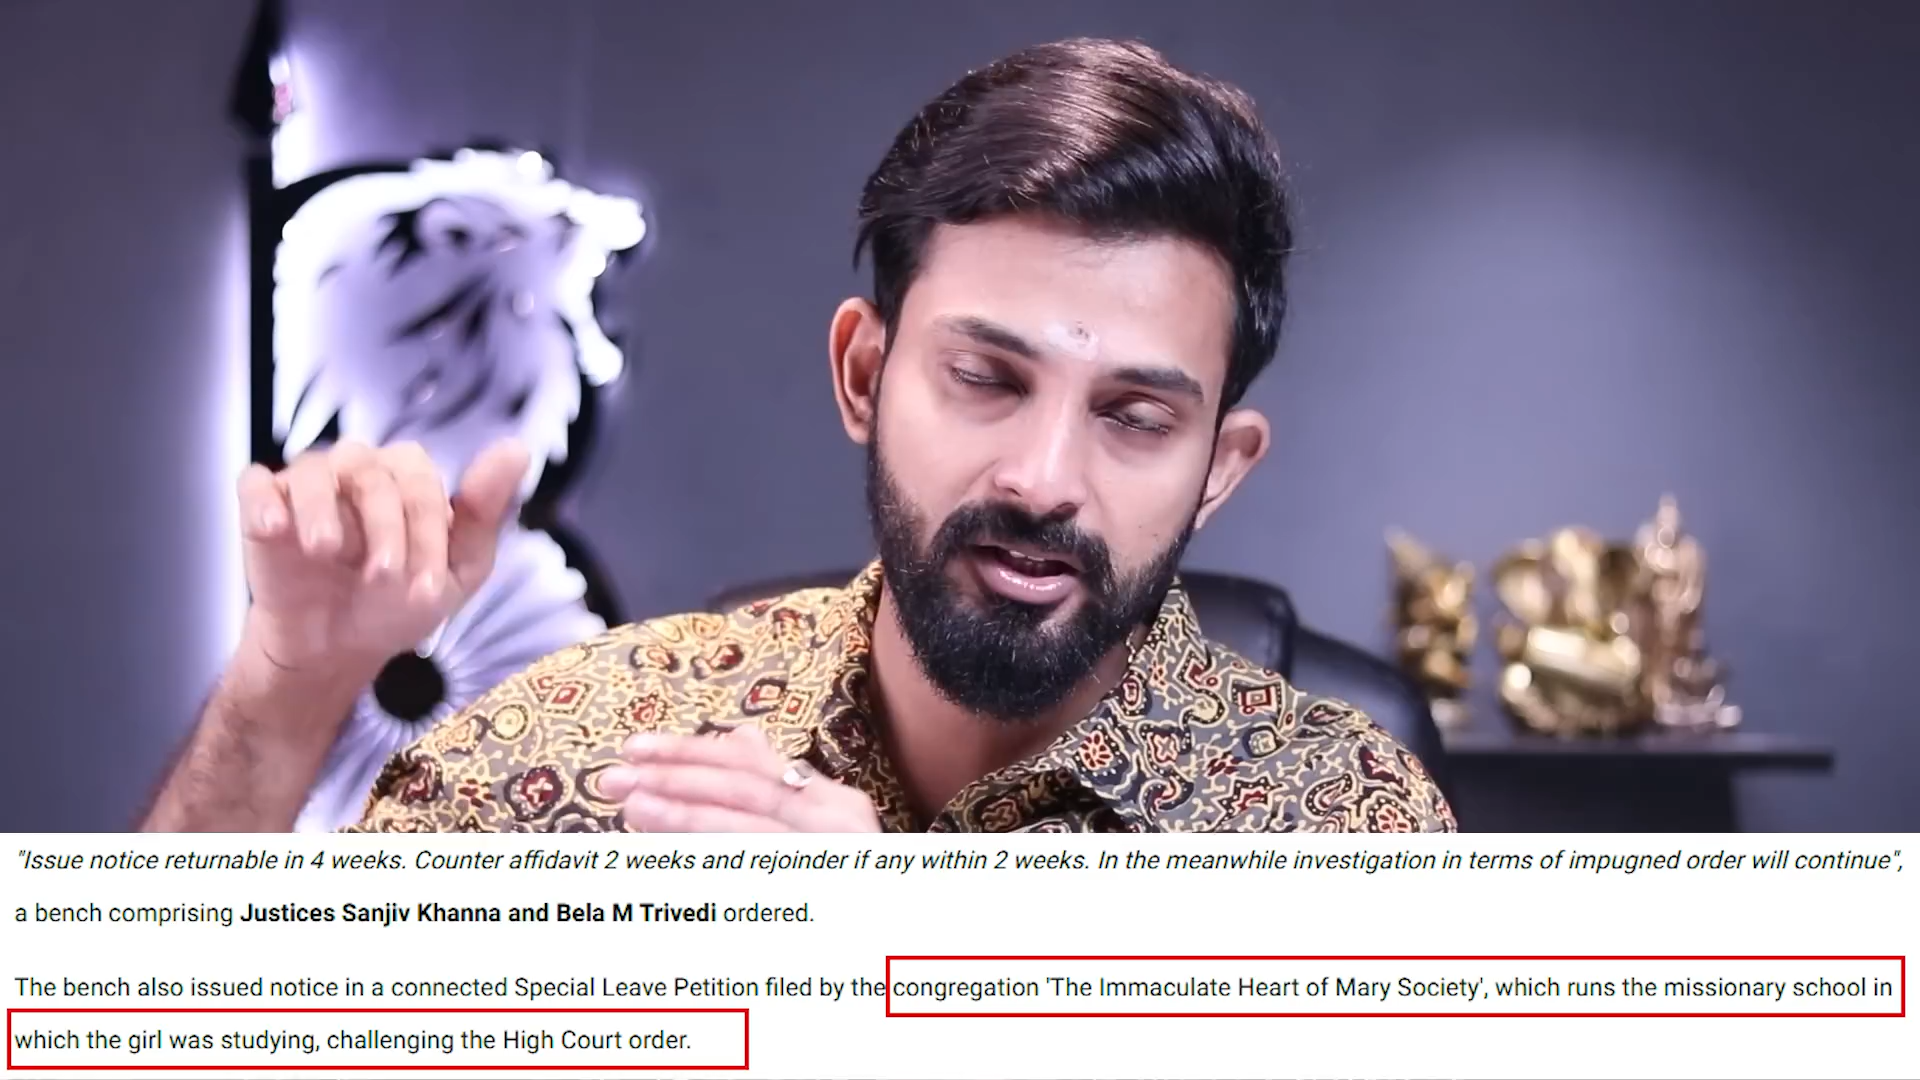 "Issue notice returnable in 4 weeks. Counter affidavit 2 weeks and rejoinder if any within 2 weeks. In the meanwhile investigation in terms of impugned order will continue",
a bench comprising Justices Sanjiv Khanna and Bela M Trivedi ordered.
The bench also issued notice in a connected Special Leave Petition filed by the congregation 'The Immaculate Heart of Mary Society', which runs the missionary school in
which the girl was studying, challenging the High Court order.